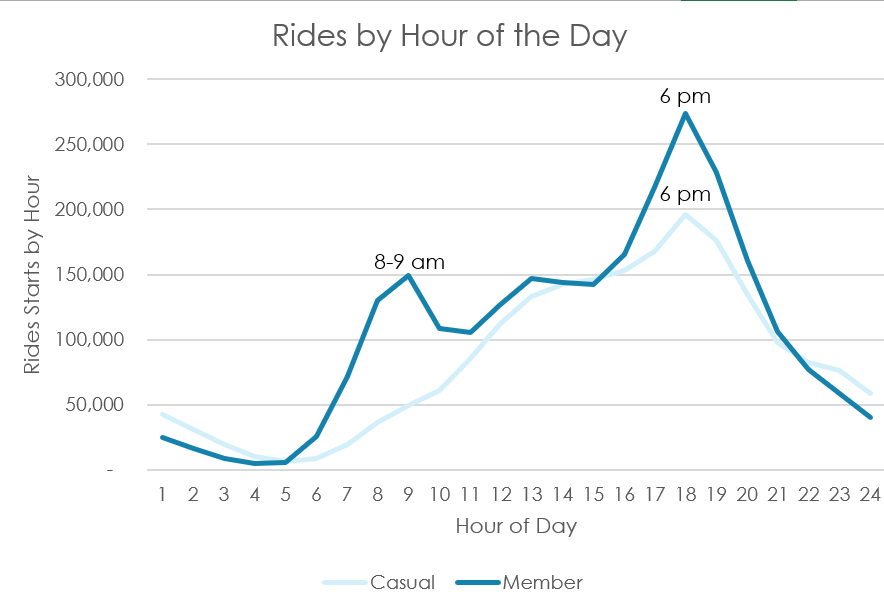 Rides by Hour of the Day
300,000
250,000
200,000
150,000
100,000
50,000
-
Rides Starts by Hour
6 pm
6 pm
8-9 am
1 2 3 4 5 6 7 8 9 10 11 12 13 14 15 16 17 18 19 20 21 22 23 24
Hour of Day
Casual Member